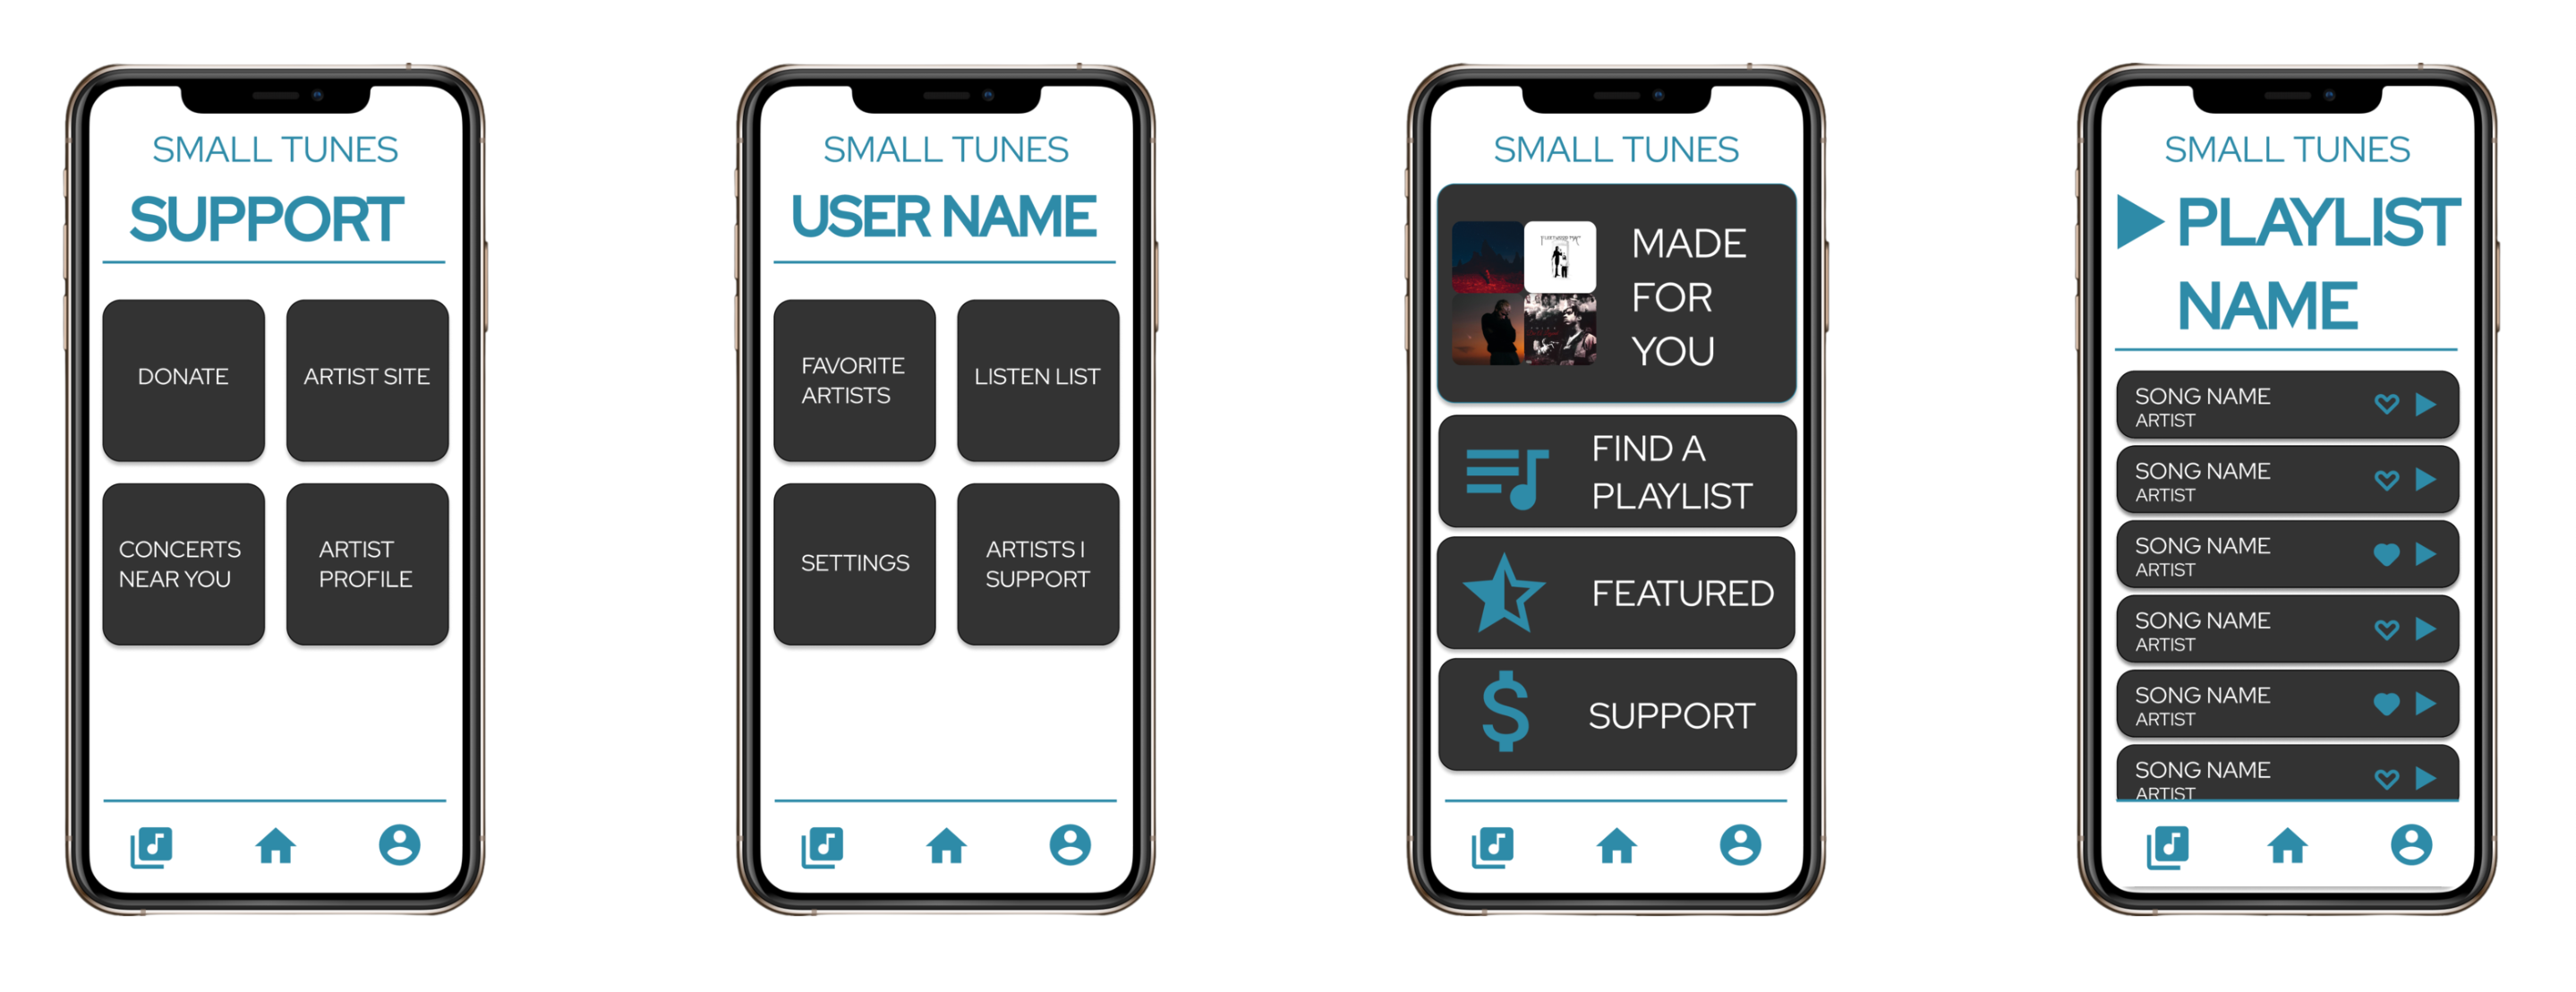 SMALL TUNES
SUPPORT
DONATE
ARTIST SITE
CONCERTS
NEAR YOU
ARTIST
PROFILE
SMALL TUNES
USER NAME
FAVORITE
ARTISTS
LISTEN LIST
SETTINGS
ARTISTS I
SUPPORT
SMALL TUNES
MADE
FOR
YOU
FIND A
PLAYLIST
FEATURED
SUPPORT
SMALL TUNES
PLAYLIST
NAME
SONG NAME
ARTIST
SONG NAME
ARTIST
SONG NAME
ARTIST
SONG NAME
ARTIST
SONG NAME
ARTIST
SONG NAME
ARTIST